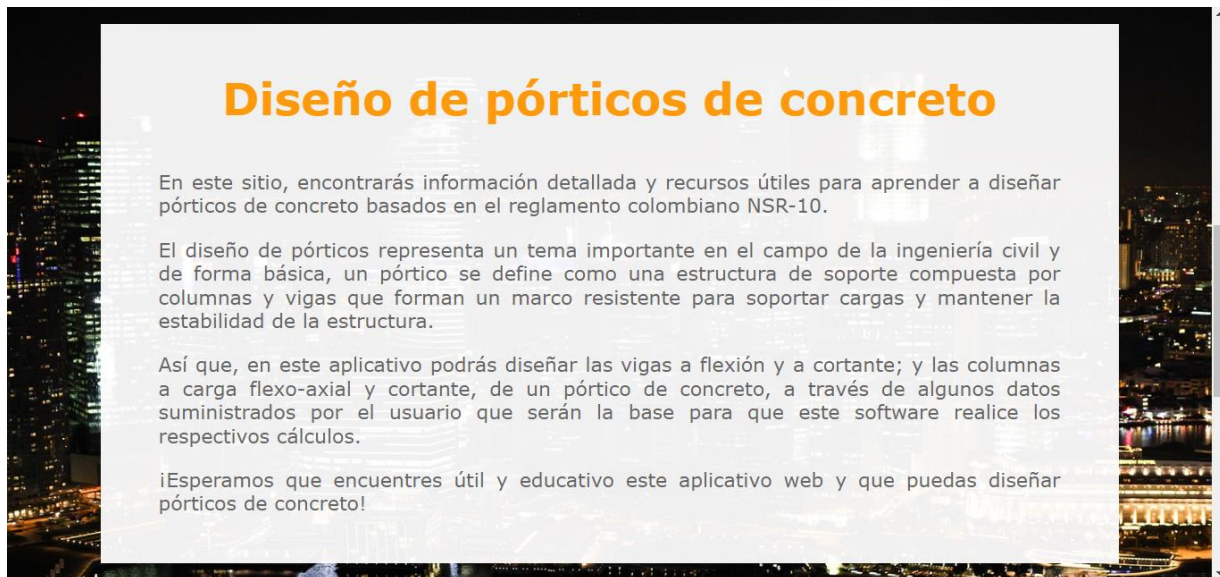 Diseño de pórticos de concreto
En este sitio, encontrarás información detallada y recursos útiles para aprender a diseñar
pórticos de concreto basados en el reglamento colombiano NSR-10.
El diseño de pórticos representa un tema importante en el campo de la ingeniería civil y
de forma básica, un pórtico se define como una estructura de soporte compuesta por
columnas y vigas que forman un marco resistente para soportar cargas y mantener la
estabilidad de la estructura.
Así que, en este aplicativo podrás diseñar las vigas a flexión y a cortante; y las columnas
a carga flexo-axial y cortante, de un pórtico de concreto, a través de algunos datos
suministrados por el usuario que serán la base para que este software realice los
respectivos cálculos.
¡Esperamos que encuentres útil y educativo este aplicativo web y que puedas diseñar
pórticos de concreto!